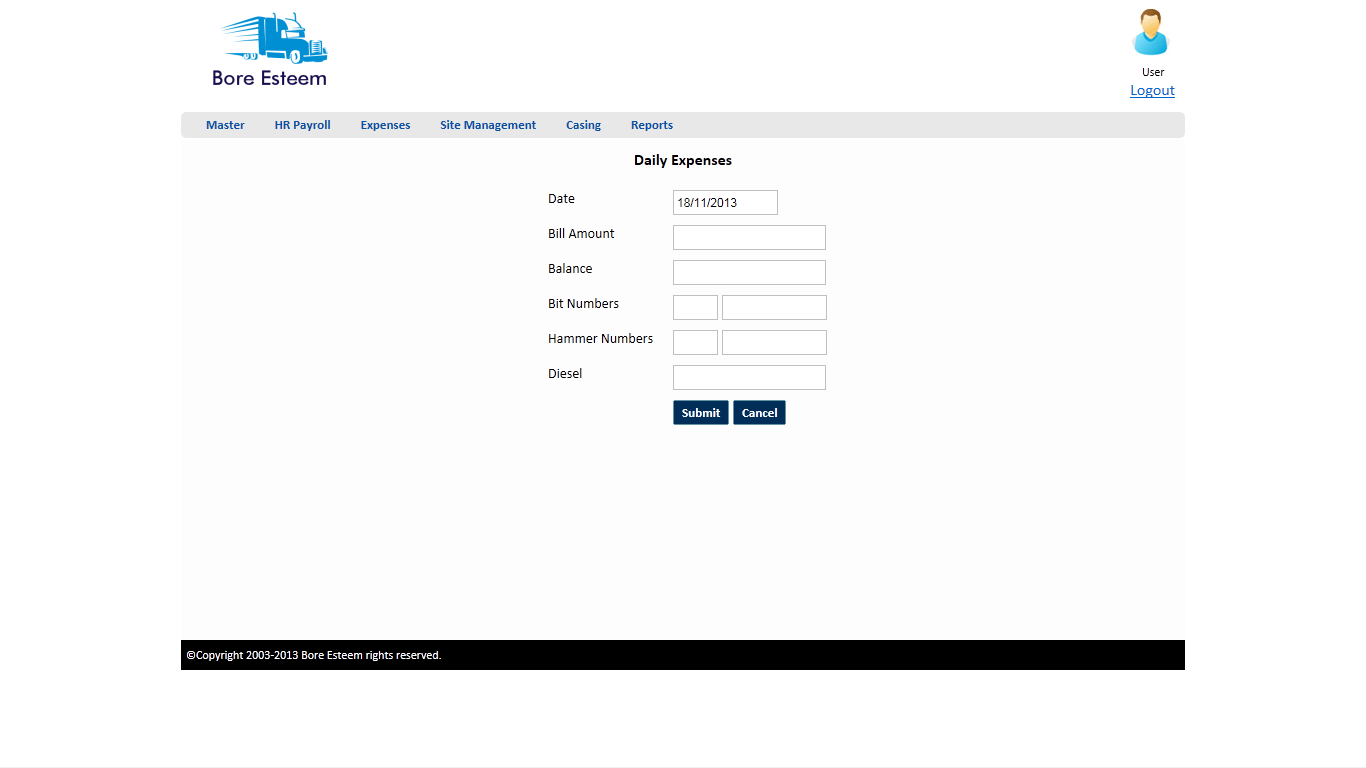 Bore Esteem
User
Logout
Master HR Payroll Expenses Site Management Casing Reports
Daily Expenses
Date 18/11/2013
Bill Amount
Balance
Bit Numbers
Hammer Numbers
Diesel
Submit Cancel
©Copyright 2003-2013 Bore Esteem rights reserved.